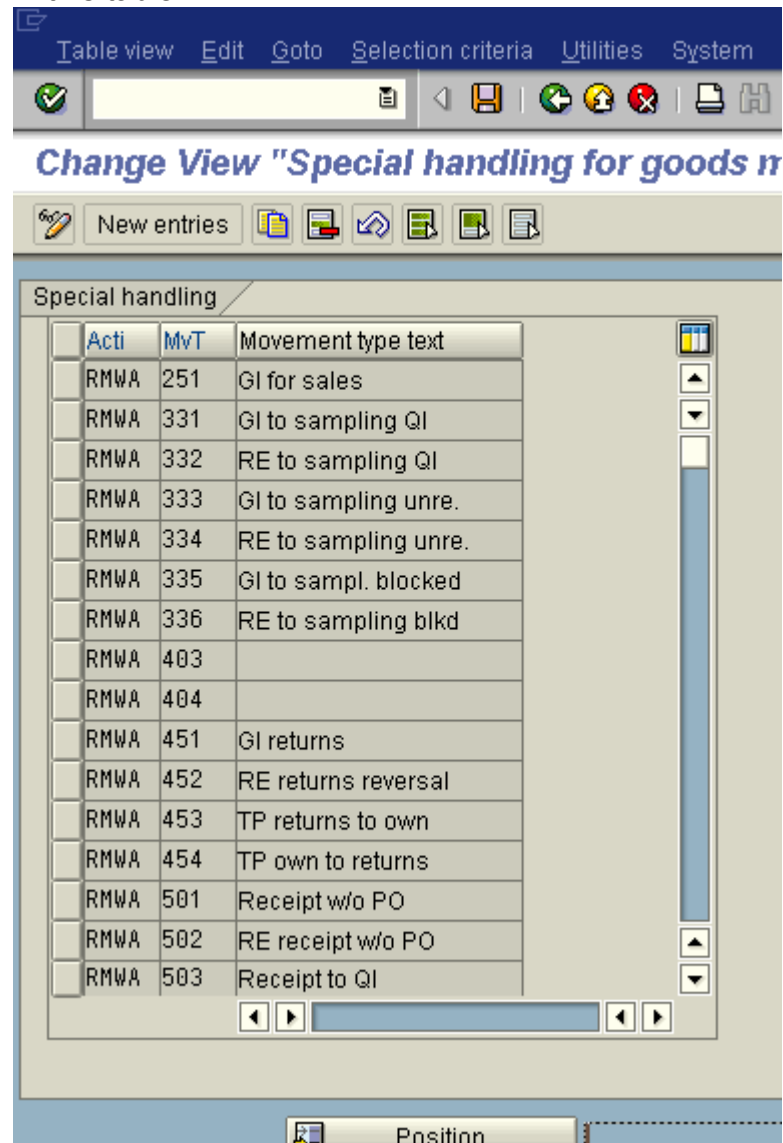 Table view Edit Goto Selection criteria Utilities System
Change View "Special handling for goods m
New entries
Special handling
Acti MvT Movement type text
RMWA 251 GI for sales
RMWA 331 GI to sampling QI
RMWA 332 RE to sampling QI
RMWA 333 GI to sampling unre.
RMWA 334 RE to sampling unre.
RMWA 335 GI to sampl. blocked
RMWA 336 RE to sampling blkd
RMWA 403
RMWA 404
RMWA 451 GI returns
RMWA 452 RE returns reversal
RMWA 453 TP returns to own
RMWA 454 TP own to returns
RMWA 501 Receipt w/o PO
RMWA 502 RE receipt w/o PO
RMWA 503 Receipt to QI
Position